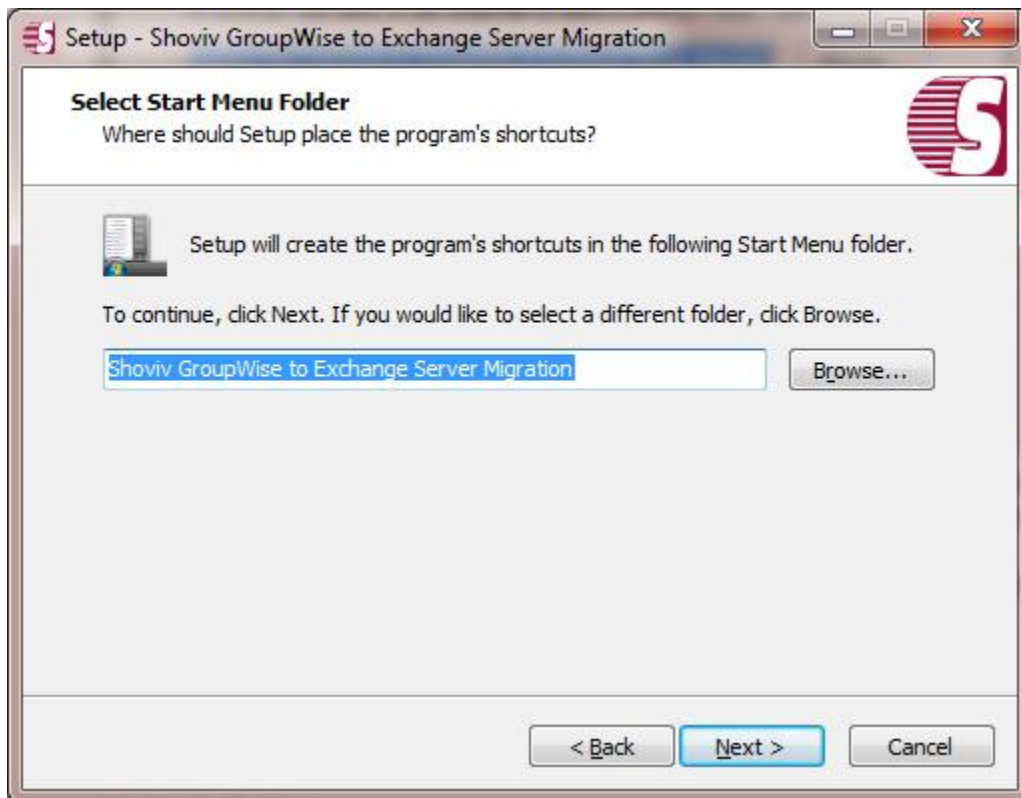 Setup - Shoviv GroupWise to Exchange Server Migration
Select Start Menu Folder
Where should Setup place the program's shortcuts?
Setup will create the program's shortcuts in the following Start Menu folder.
To continue, click Next. If you would like to select a different folder, click Browse.
Shoviv GroupWise to Exchange Server Migration
Browse...
< Back
Next >
Cancel